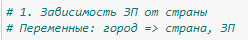 # 1. Зависимость ЗП от страны
# Переменные: город => страна, ЗП